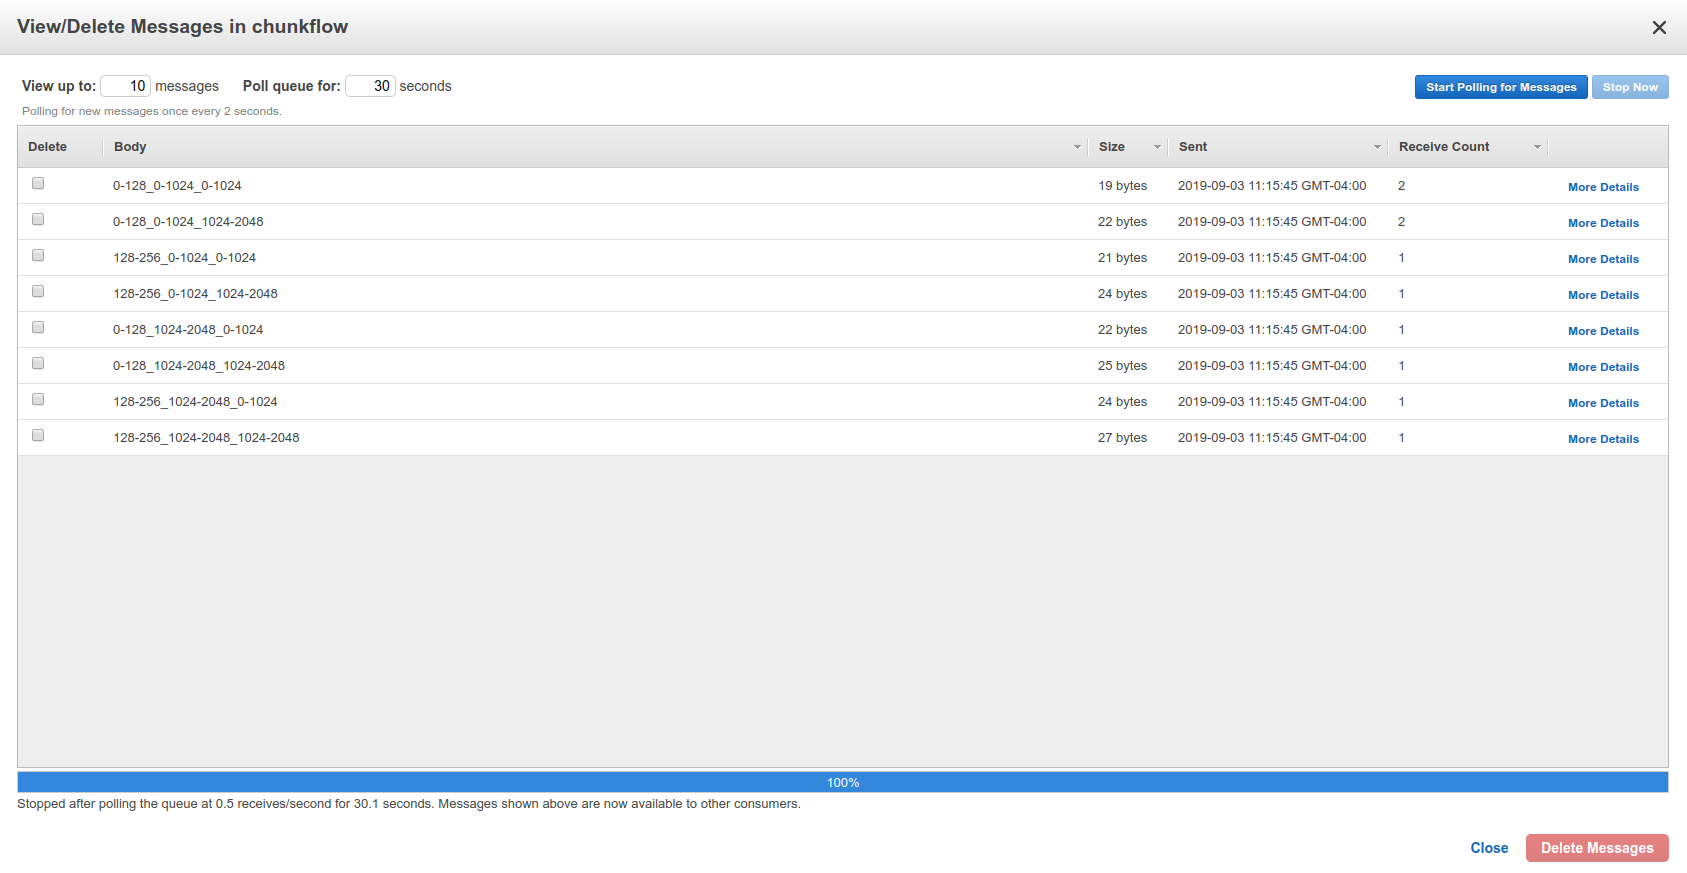 View/Delete Messages in chunkflow
View up to: 10 messages Poll queue for: 30 seconds Start Polling for Messages Stop Now
Polling for new messages once every 2 seconds.
Delete Body Size Sent Receive Count
0-128_0-1024_0-1024 19 bytes 2019-09-03 11:15:45 GMT-04:00 2 More Details
0-128_0-1024_1024-2048 22 bytes 2019-09-03 11:15:45 GMT-04:00 2 More Details
128-256_0-1024_0-1024 21 bytes 2019-09-03 11:15:45 GMT-04:00 1 More Details
128-256_0-1024_1024-2048 24 bytes 2019-09-03 11:15:45 GMT-04:00 1 More Details
0-128_1024-2048_0-1024 22 bytes 2019-09-03 11:15:45 GMT-04:00 1 More Details
0-128_1024-2048_1024-2048 25 bytes 2019-09-03 11:15:45 GMT-04:00 1 More Details
128-256_1024-2048_0-1024 24 bytes 2019-09-03 11:15:45 GMT-04:00 1 More Details
128-256_1024-2048_1024-2048 27 bytes 2019-09-03 11:15:45 GMT-04:00 1 More Details
100%
Stopped after polling the queue at 0.5 receives/second for 30.1 seconds. Messages shown above are now available to other consumers.
Close Delete Messages